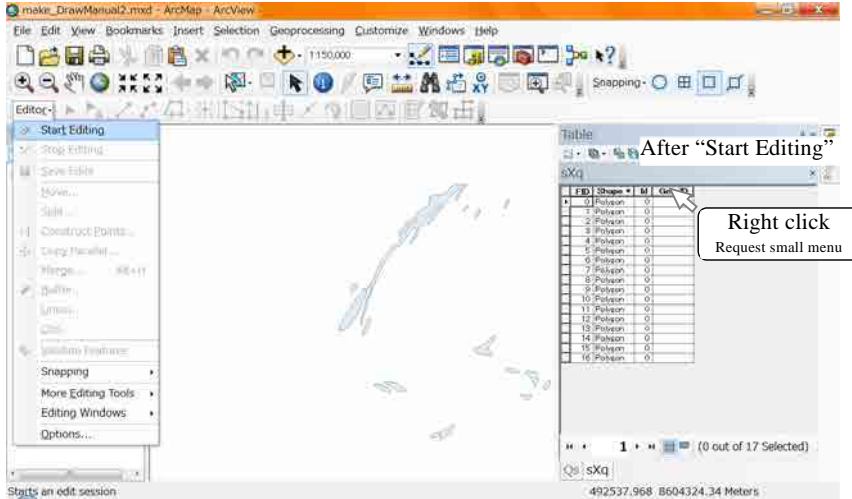 make_DrawManual2.mxd - ArcMap - ArcView
File Edit View Bookmarks Insert Selection Geoprocessing Customize Windows Help
1:150,000
Snapping
Editor
Start Editing
Stop Editing
Save Edits
Move...
Split...
Construct Points...
Copy Parallel...
Merge...
Buffer...
Union...
Clip...
Validate Features
Snapping
More Editing Tools
Editing Windows
Options...
Table
After “Start Editing”
sXq
FID Shape * Id
0 Polygon 0
1 Polygon 0
2 Polygon 0
3 Polygon 0
4 Polygon 0
5 Polygon 0
6 Polygon 0
7 Polygon 0
8 Polygon 0
9 Polygon 0
10 Polygon 0
11 Polygon 0
12 Polygon 0
13 Polygon 0
14 Polygon 0
15 Polygon 0
16 Polygon 0
Right click
Request small menu
1 (0 out of 17 Selected)
Qs sXq
Starts an edit session 492537.968 8604324.34 Meters